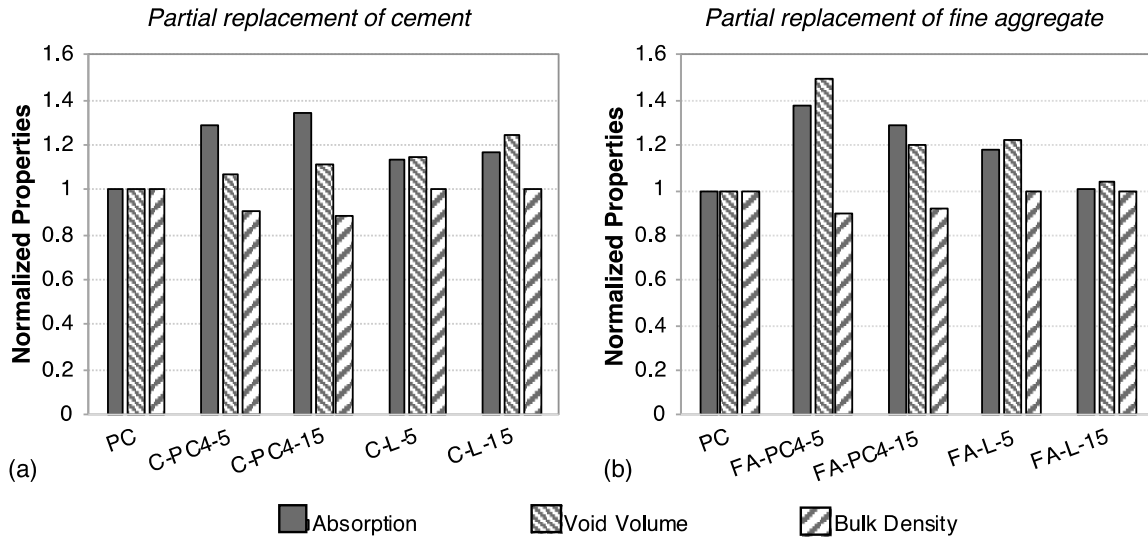 Partial replacement of cement
Partial replacement of fine aggregate
Normalized Properties
1.6
1.4
1.2
1
0.8
0.6
0.4
0.2
0
PC
C-PC4-5
C-PC4-15
C-L-5
C-L-15
(a)
Normalized Properties
1.6
1.4
1.2
1
0.8
0.6
0.4
0.2
0
PC
FA-PC4-5
FA-PC4-15
FA-L-5
FA-L-15
(b)
Absorption
Void Volume
Bulk Density